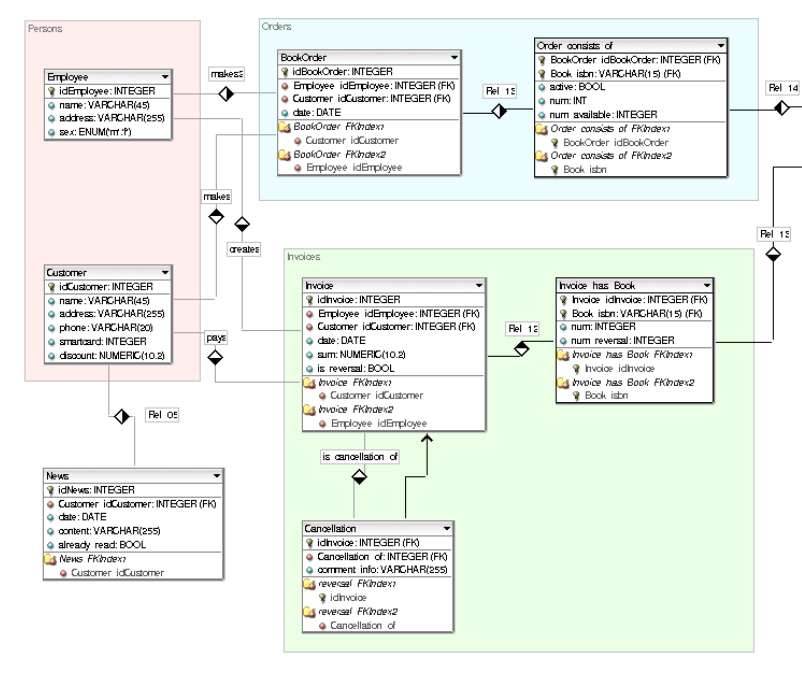 Persons
Employee
idEmployee: INTEGER
name: VARCHAR(45)
address: VARCHAR(255)
sex: ENUM('m','f')
Customer
idCustomer: INTEGER
name: VARCHAR(45)
address: VARCHAR(255)
phone: VARCHAR(20)
smartcard: INTEGER
discount: NUMERIC(10.2)
makes2
makes
creates
pays
Rel 05
News
idNews: INTEGER
Customer idCustomer: INTEGER (FK)
date: DATE
content: VARCHAR(255)
already read: BOOL
News FKIndex1
Customer idCustomer
Orders
BookOrder
idBookOrder: INTEGER
Employee idEmployee: INTEGER (FK)
Customer idCustomer: INTEGER (FK)
date: DATE
BookOrder FKIndex1
Customer idCustomer
BookOrder FKIndex2
Employee idEmployee
Order consists of
BookOrder idBookOrder: INTEGER (FK)
Book isbn: VARCHAR(15) (FK)
active: BOOL
num: INT
num available: INTEGER
Order consists of FKIndex1
BookOrder idBookOrder
Order consists of FKIndex2
Book isbn
Rel 14
Rel 13
Invoices
Invoice
idInvoice: INTEGER
Employee idEmployee: INTEGER (FK)
Customer idCustomer: INTEGER (FK)
date: DATE
sum: NUMERIC(10.2)
is reversal: BOOL
Invoice FKIndex1
Customer idCustomer
Invoice FKIndex2
Employee idEmployee
Rel 12
Invoice has Book
Invoice idInvoice: INTEGER (FK)
Book isbn: VARCHAR(15) (FK)
num: INTEGER
num reversal: INTEGER
Invoice has Book FKIndex1
Invoice idInvoice
Invoice has Book FKIndex2
Book isbn
is cancellation of
Cancellation
idInvoice: INTEGER (FK)
Cancellation of: INTEGER (FK)
comment info: VARCHAR(255)
reversal FKIndex1
idInvoice
reversal FKIndex2
Cancellation of